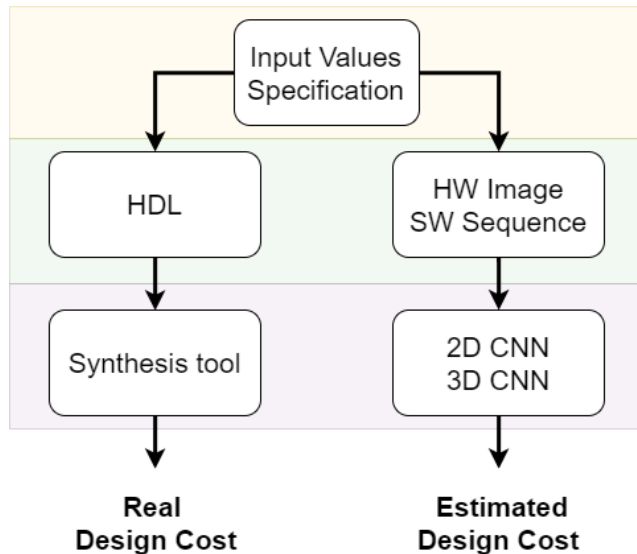 Input Values
Specification
HDL
HW Image
SW Sequence
Synthesis tool
2D CNN
3D CNN
Real
Design Cost
Estimated
Design Cost